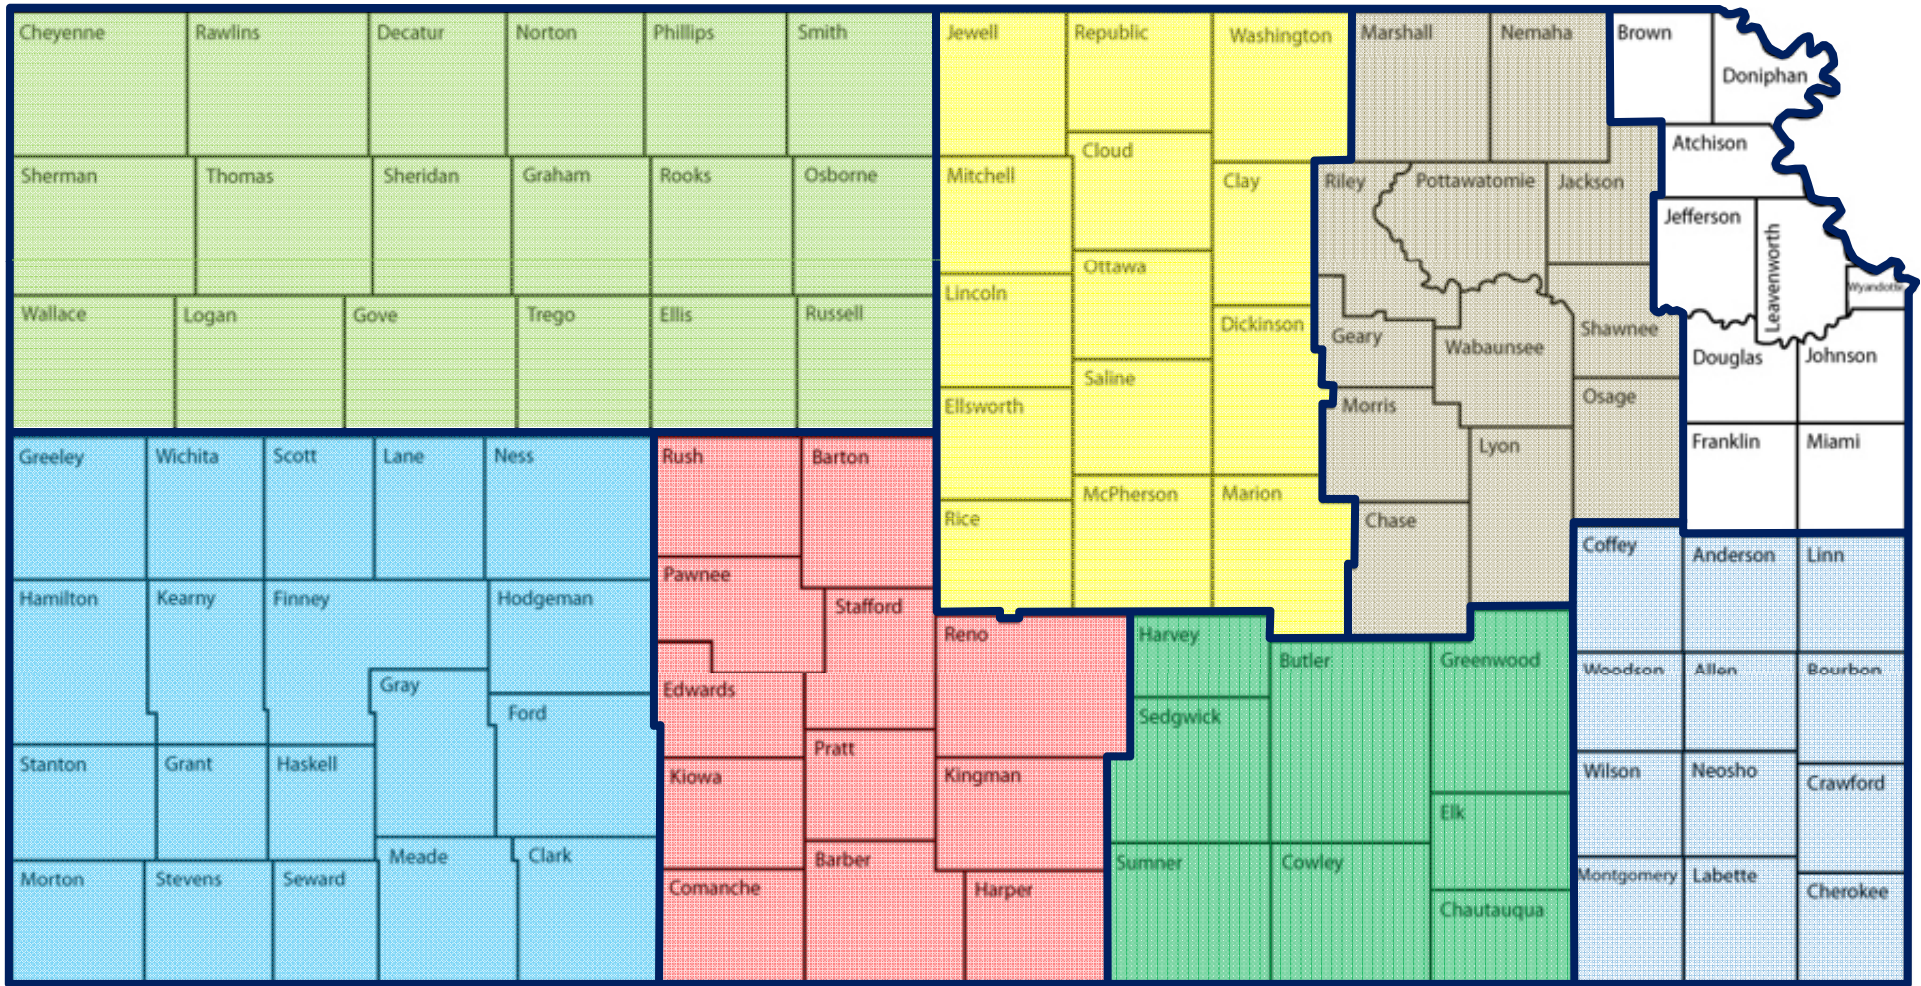 Cheyenne
Rawlins
Decatur
Norton
Phillips
Smith
Jewell
Republic
Washington
Marshall
Nemaha
Brown
Doniphan
Atchison
Cloud
Sherman
Thomas
Sheridan
Graham
Rooks
Osborne
Mitchell
Clay
Riley
Pottawatomie
Jackson
Jefferson
Leavenworth
Wyandotte
Ottawa
Lincoln
Wallace
Logan
Gove
Trego
Ellis
Russell
Dickinson
Geary
Wabaunsee
Shawnee
Douglas
Johnson
Saline
Ellsworth
Morris
Osage
Greeley
Wichita
Scott
Lane
Ness
Rush
Barton
Lyon
Franklin
Miami
McPherson
Marion
Rice
Chase
Coffey
Anderson
Linn
Pawnee
Hamilton
Kearny
Finney
Hodgeman
Stafford
Reno
Harvey
Butler
Greenwood
Woodson
Allen
Bourbon
Gray
Edwards
Ford
Sedgwick
Pratt
Stanton
Grant
Haskell
Kiowa
Kingman
Wilson
Neosho
Crawford
Elk
Meade
Clark
Barber
Sumner
Cowley
Morton
Stevens
Seward
Comanche
Harper
Montgomery
Labette
Cherokee
Chautauqua